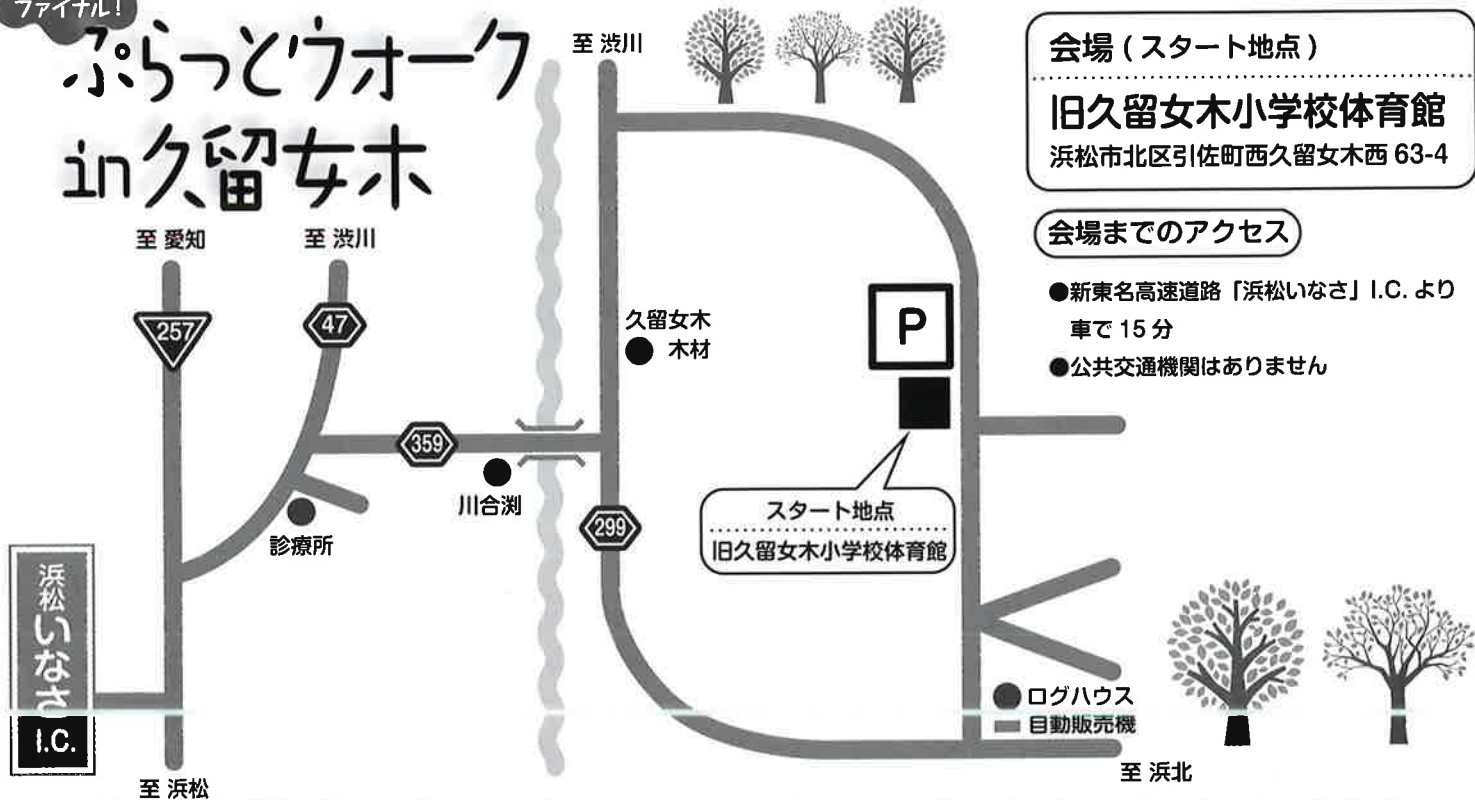 ファイナル！
ぷらっとウォーク
in久留女木
至 渋川
会場 ( スタート地点 )
旧久留女木小学校体育館
浜松市北区引佐町西久留女木西 63-4
会場までのアクセス
●新東名高速道路「浜松いなさ」I.C. より
車で 15 分
●公共交通機関はありません
至 愛知
至 渋川
257
47
久留女木
木材
P
359
川合渕
299
スタート地点
旧久留女木小学校体育館
診療所
浜松
いなさ
I.C.
ログハウス
自動販売機
至 浜北
至 浜松